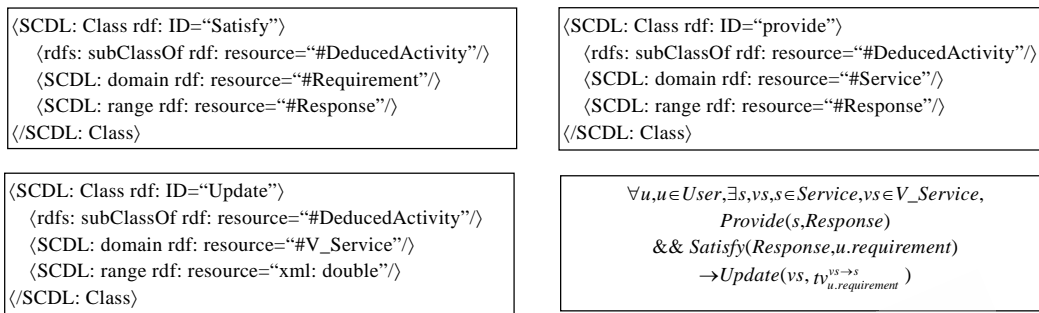 ⟨SCDL: Class rdf: ID=“Satisfy”⟩
⟨rdfs: subClassOf rdf: resource=“#DeducedActivity”/⟩
⟨SCDL: domain rdf: resource=“#Requirement”/⟩
⟨SCDL: range rdf: resource=“#Response”/⟩
⟨/SCDL: Class⟩
⟨SCDL: Class rdf: ID=“provide”⟩
⟨rdfs: subClassOf rdf: resource=“#DeducedActivity”/⟩
⟨SCDL: domain rdf: resource=“#Service”/⟩
⟨SCDL: range rdf: resource=“#Response”/⟩
⟨/SCDL: Class⟩
⟨SCDL: Class rdf: ID=“Update”⟩
⟨rdfs: subClassOf rdf: resource=“#DeducedActivity”/⟩
⟨SCDL: domain rdf: resource=“#V_Service”/⟩
⟨SCDL: range rdf: resource=“xml: double”/⟩
⟨/SCDL: Class⟩
∀u,u∈User,∃s,vs,s∈Service,vs∈V_Service,
Provide(s,Response)
&& Satisfy(Response,u.requirement)
→Update(vs, tv_{u.requirement}^{vs→s} )